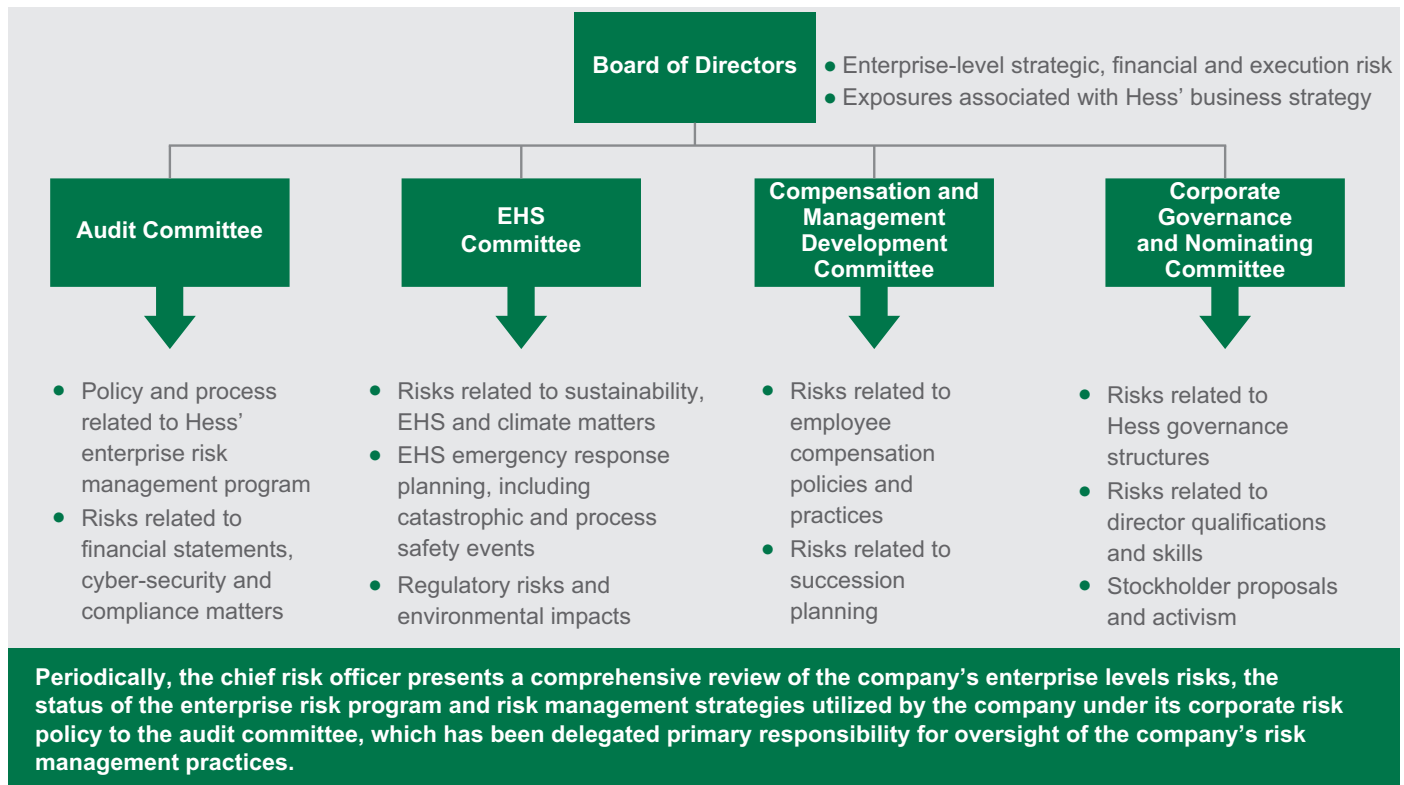 Board of Directors
● Enterprise-level strategic, financial and execution risk
● Exposures associated with Hess’ business strategy
Audit Committee
EHS
Committee
Compensation and
Management
Development
Committee
Corporate
Governance
and Nominating
Committee
● Policy and process
related to Hess’
enterprise risk
management program
● Risks related to
financial statements,
cyber-security and
compliance matters
● Risks related to sustainability,
EHS and climate matters
● EHS emergency response
planning, including
catastrophic and process
safety events
● Regulatory risks and
environmental impacts
● Risks related to
employee
compensation
policies and
practices
● Risks related to
succession
planning
● Risks related to
Hess governance
structures
● Risks related to
director qualifications
and skills
● Stockholder proposals
and activism
Periodically, the chief risk officer presents a comprehensive review of the company’s enterprise levels risks, the
status of the enterprise risk program and risk management strategies utilized by the company under its corporate risk
policy to the audit committee, which has been delegated primary responsibility for oversight of the company’s risk
management practices.